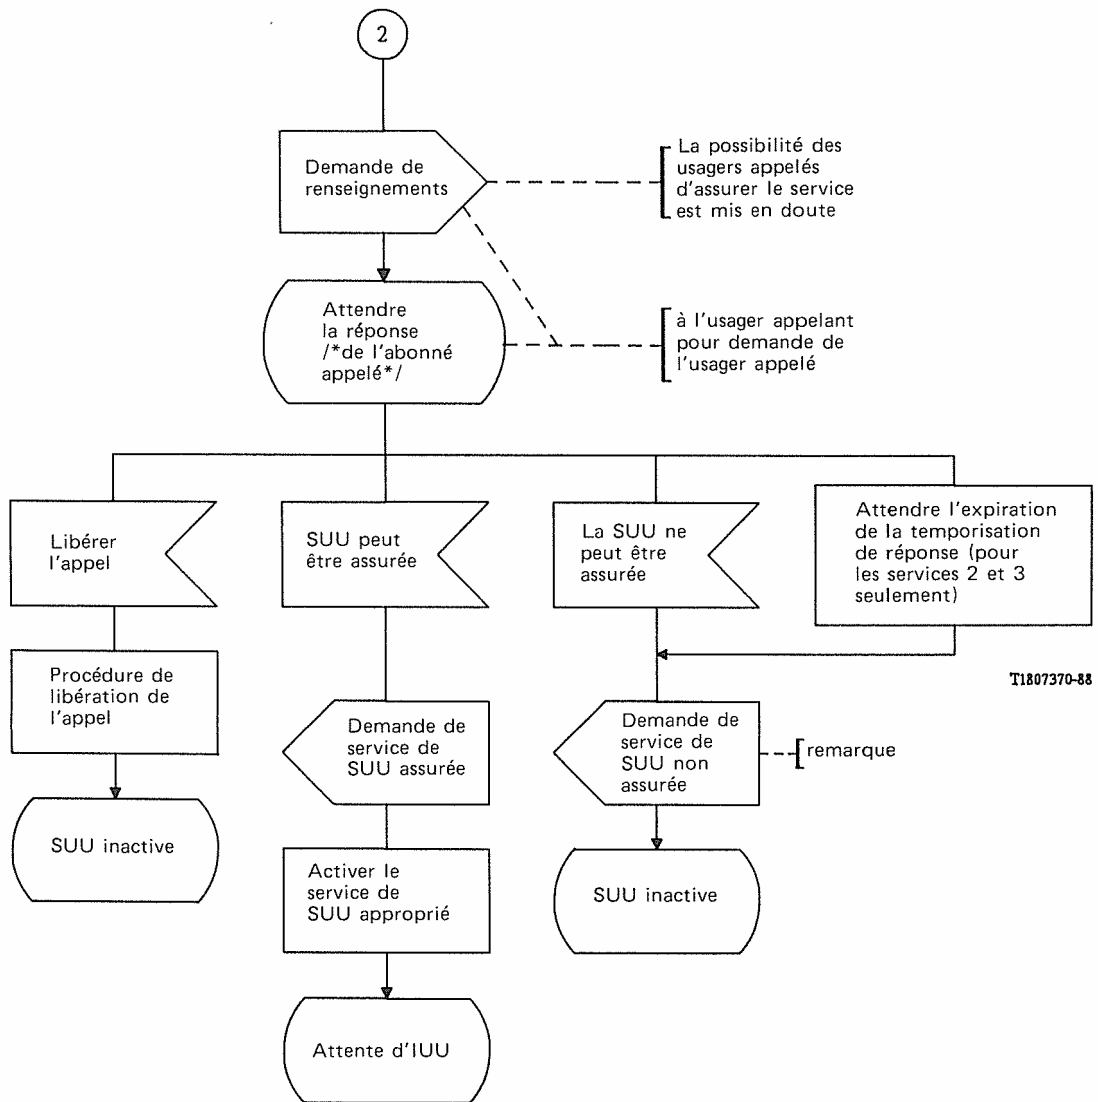 2
Demande de
renseignements
La possibilité des
usagers appelés
d'assurer le service
est mis en doute
Attendre
la réponse
/*de l'abonné
appelé*/
à l'usager appelant
pour demande de
l'usager appelé
Libérer
l'appel
SUU peut
être assurée
La SUU ne
peut être
assurée
Attendre l'expiration
de la temporisation
de réponse (pour
les services 2 et 3
seulement)
Procédure de
libération de
l'appel
T1807370-88
Demande de
service de
SUU assurée
Demande de
service de
SUU non
assurée
remarque
SUU inactive
Activer le
service de
SUU approprié
SUU inactive
Attente d'IUU